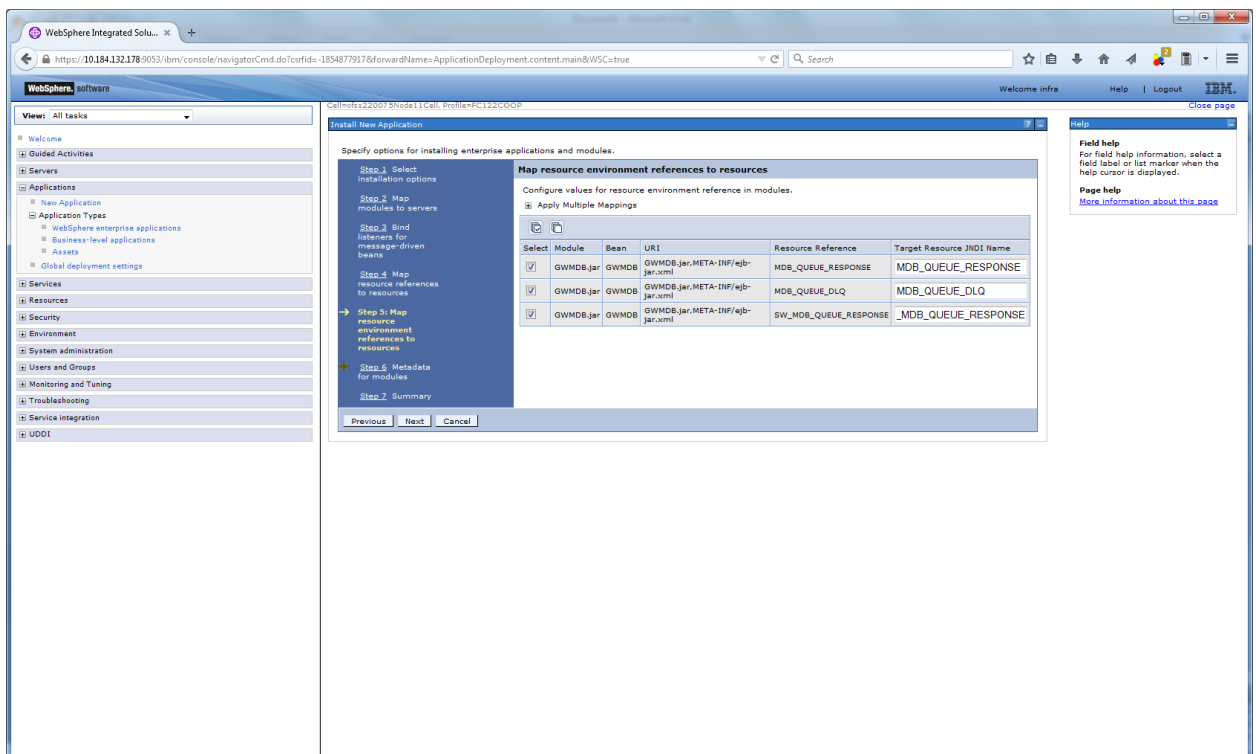 WebSphere Integrated Solu... × +
https://10.184.132.178:9053/ibm/console/navigatorCmd.do?csrfid=-1854877917&forwardName=ApplicationDeployment.content.main&WSC=true
Search
2
WebSphere. software
Welcome infra
Help | Logout
IBM.
View: All tasks
Welcome
Guided Activities
Servers
Applications
New Application
Application Types
WebSphere enterprise applications
Business-level applications
Assets
Global deployment settings
Services
Resources
Security
Environment
System administration
Users and Groups
Monitoring and Tuning
Troubleshooting
Service integration
UDDI
Cell=ofss220075Node11Cell, Profile=FC122COOP
Close page
Install New Application
? -
Specify options for installing enterprise applications and modules.
Step 1 Select
installation options
Step 2 Map
modules to servers
Step 3 Bind
listeners for
message-driven
beans
Step 4 Map
resource references
to resources
Step 5: Map
resource
environment
references to
resources
Step 6 Metadata
for modules
Step 7 Summary
Map resource environment references to resources
Configure values for resource environment reference in modules.
Apply Multiple Mappings
Select Module Bean URI Resource Reference Target Resource JNDI Name
GWMDB.jar GWMDB GWMDB.jar,META-INF/ejb-
jar.xml MDB_QUEUE_RESPONSE MDB_QUEUE_RESPONSE
GWMDB.jar GWMDB GWMDB.jar,META-INF/ejb-
jar.xml MDB_QUEUE_DLQ MDB_QUEUE_DLQ
GWMDB.jar GWMDB GWMDB.jar,META-INF/ejb-
jar.xml SW_MDB_QUEUE_RESPONSE _MDB_QUEUE_RESPONSE
Previous Next Cancel
Help
Field help
For field help information, select a
field label or list marker when the
help cursor is displayed.
Page help
More information about this page